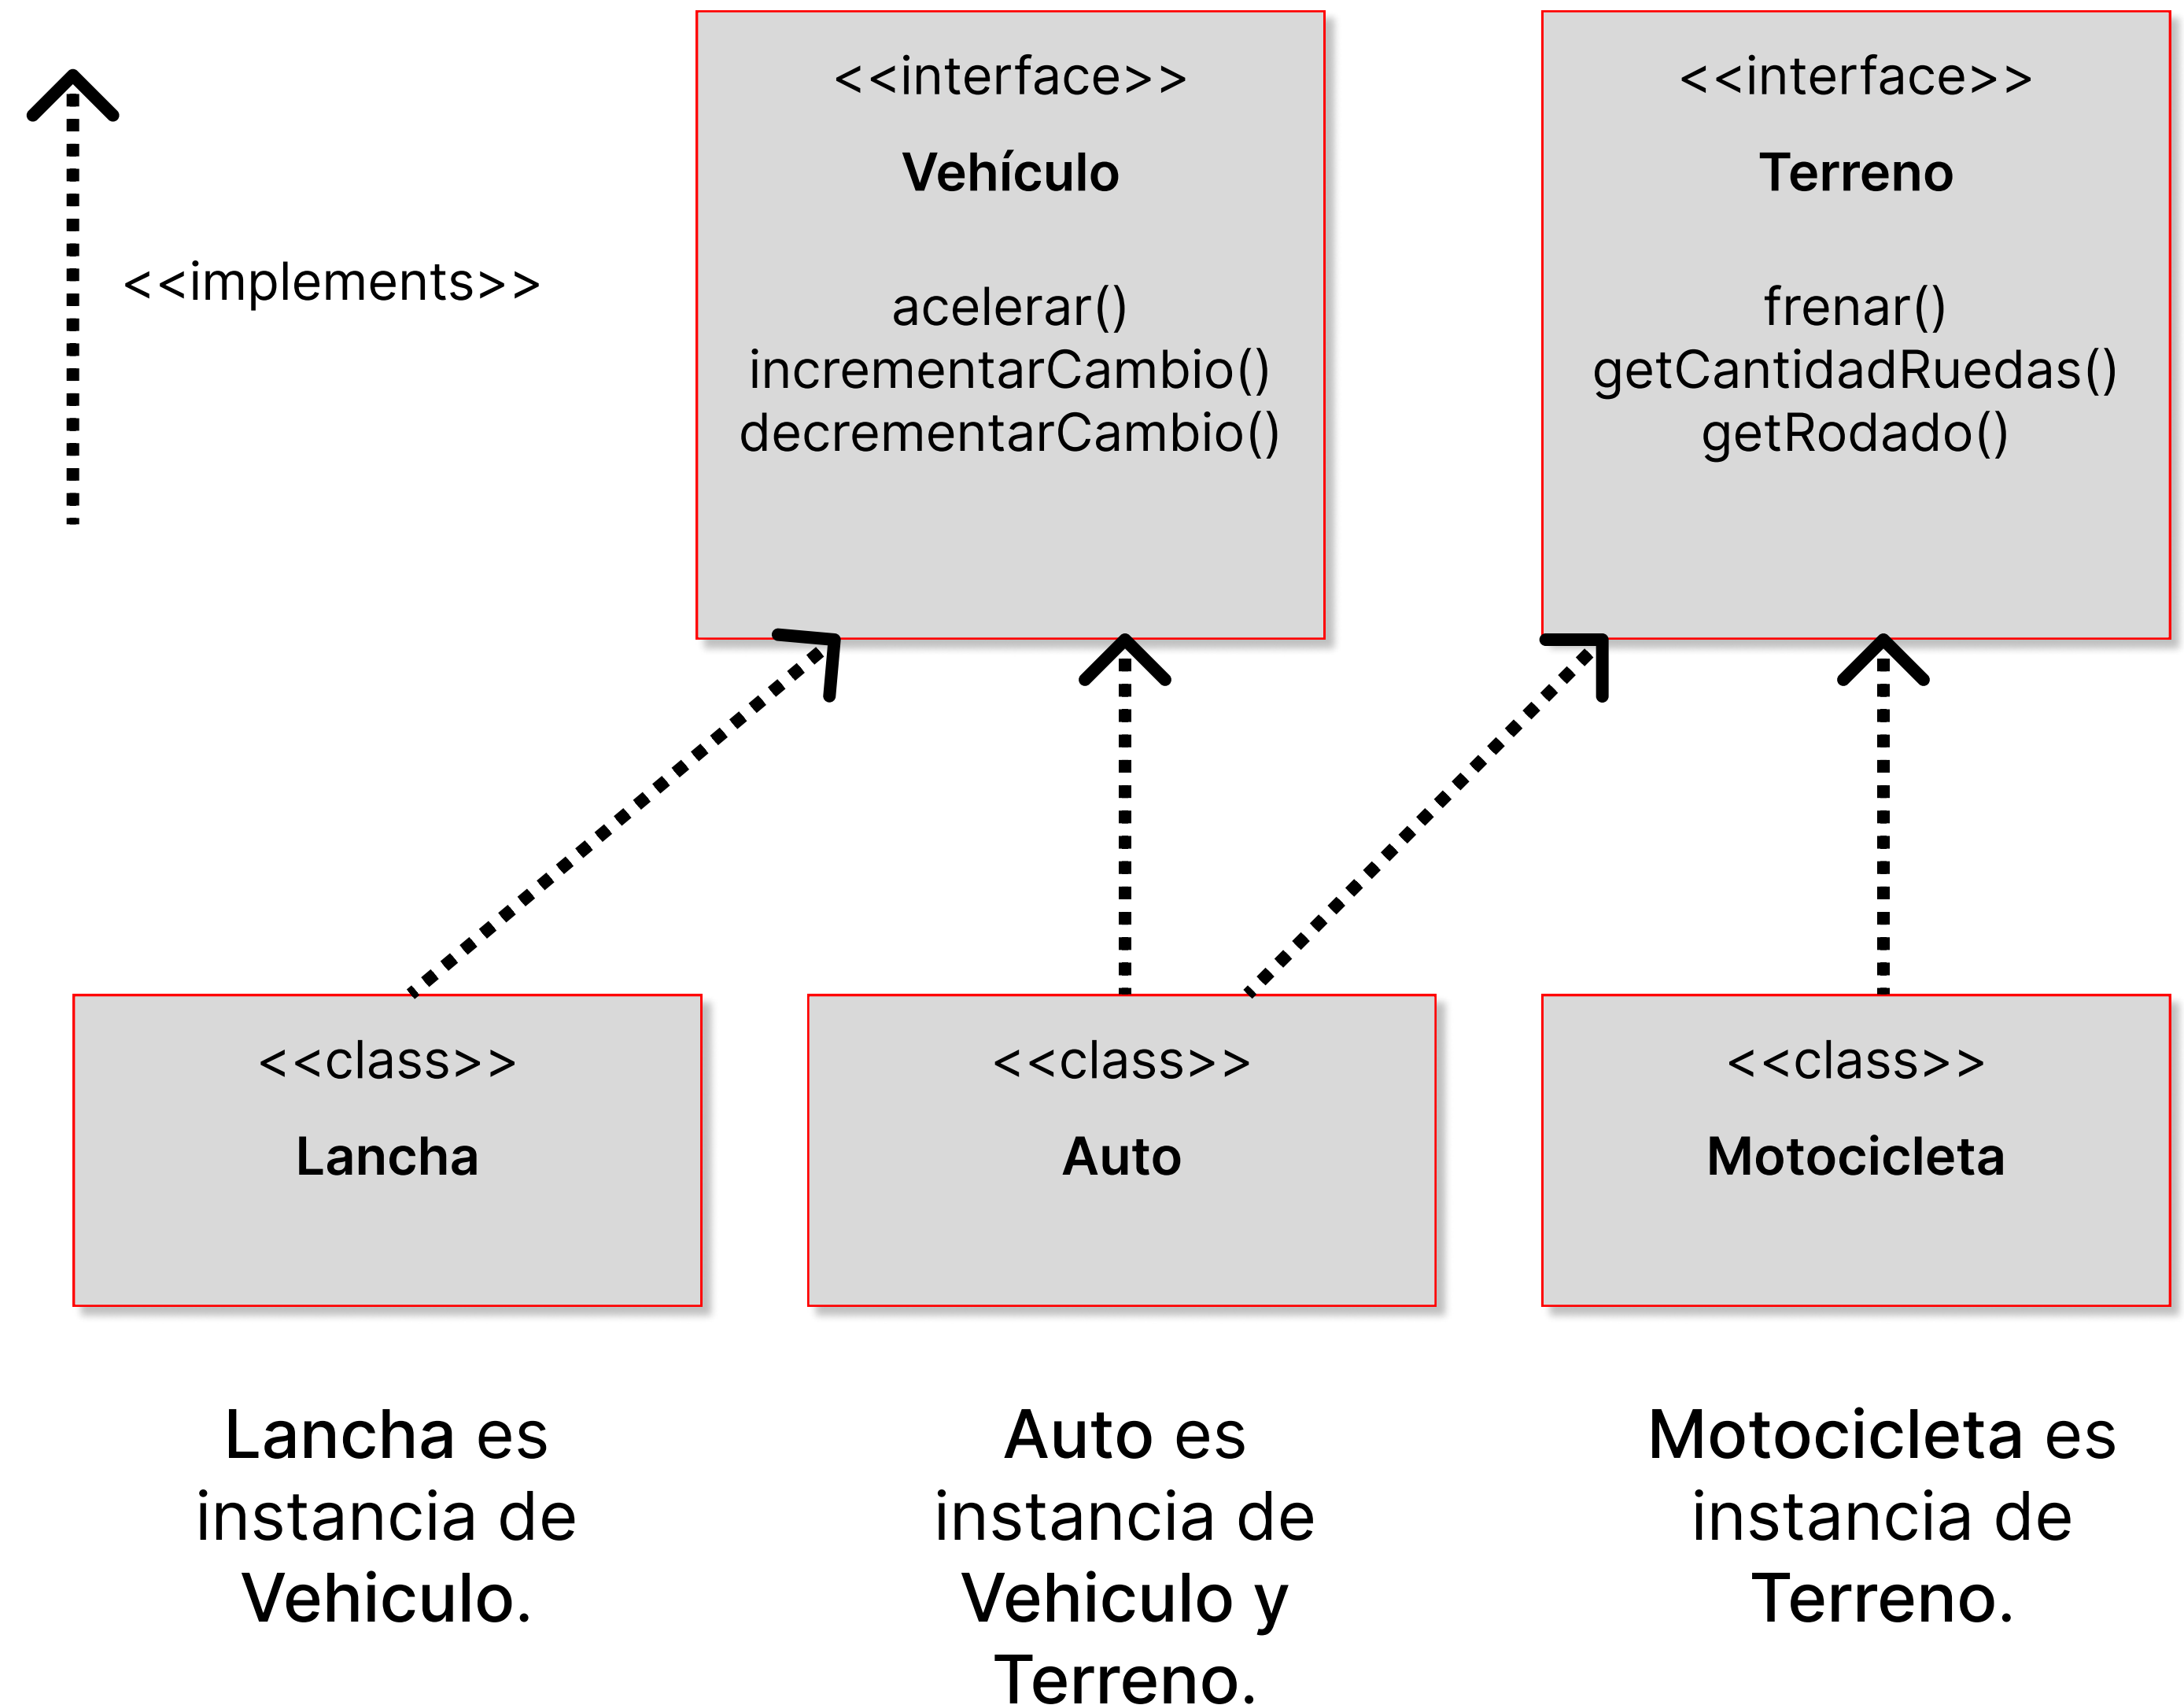 <<implements>>
<<interface>>
Vehículo
acelerar()
incrementarCambio()
decrementarCambio()
<<interface>>
Terreno
frenar()
getCantidadRuedas()
getRodado()
<<class>>
Lancha
<<class>>
Auto
<<class>>
Motocicleta
Lancha es
instancia de
Vehiculo.
Auto es
instancia de
Vehiculo y
Terreno.
Motocicleta es
instancia de
Terreno.